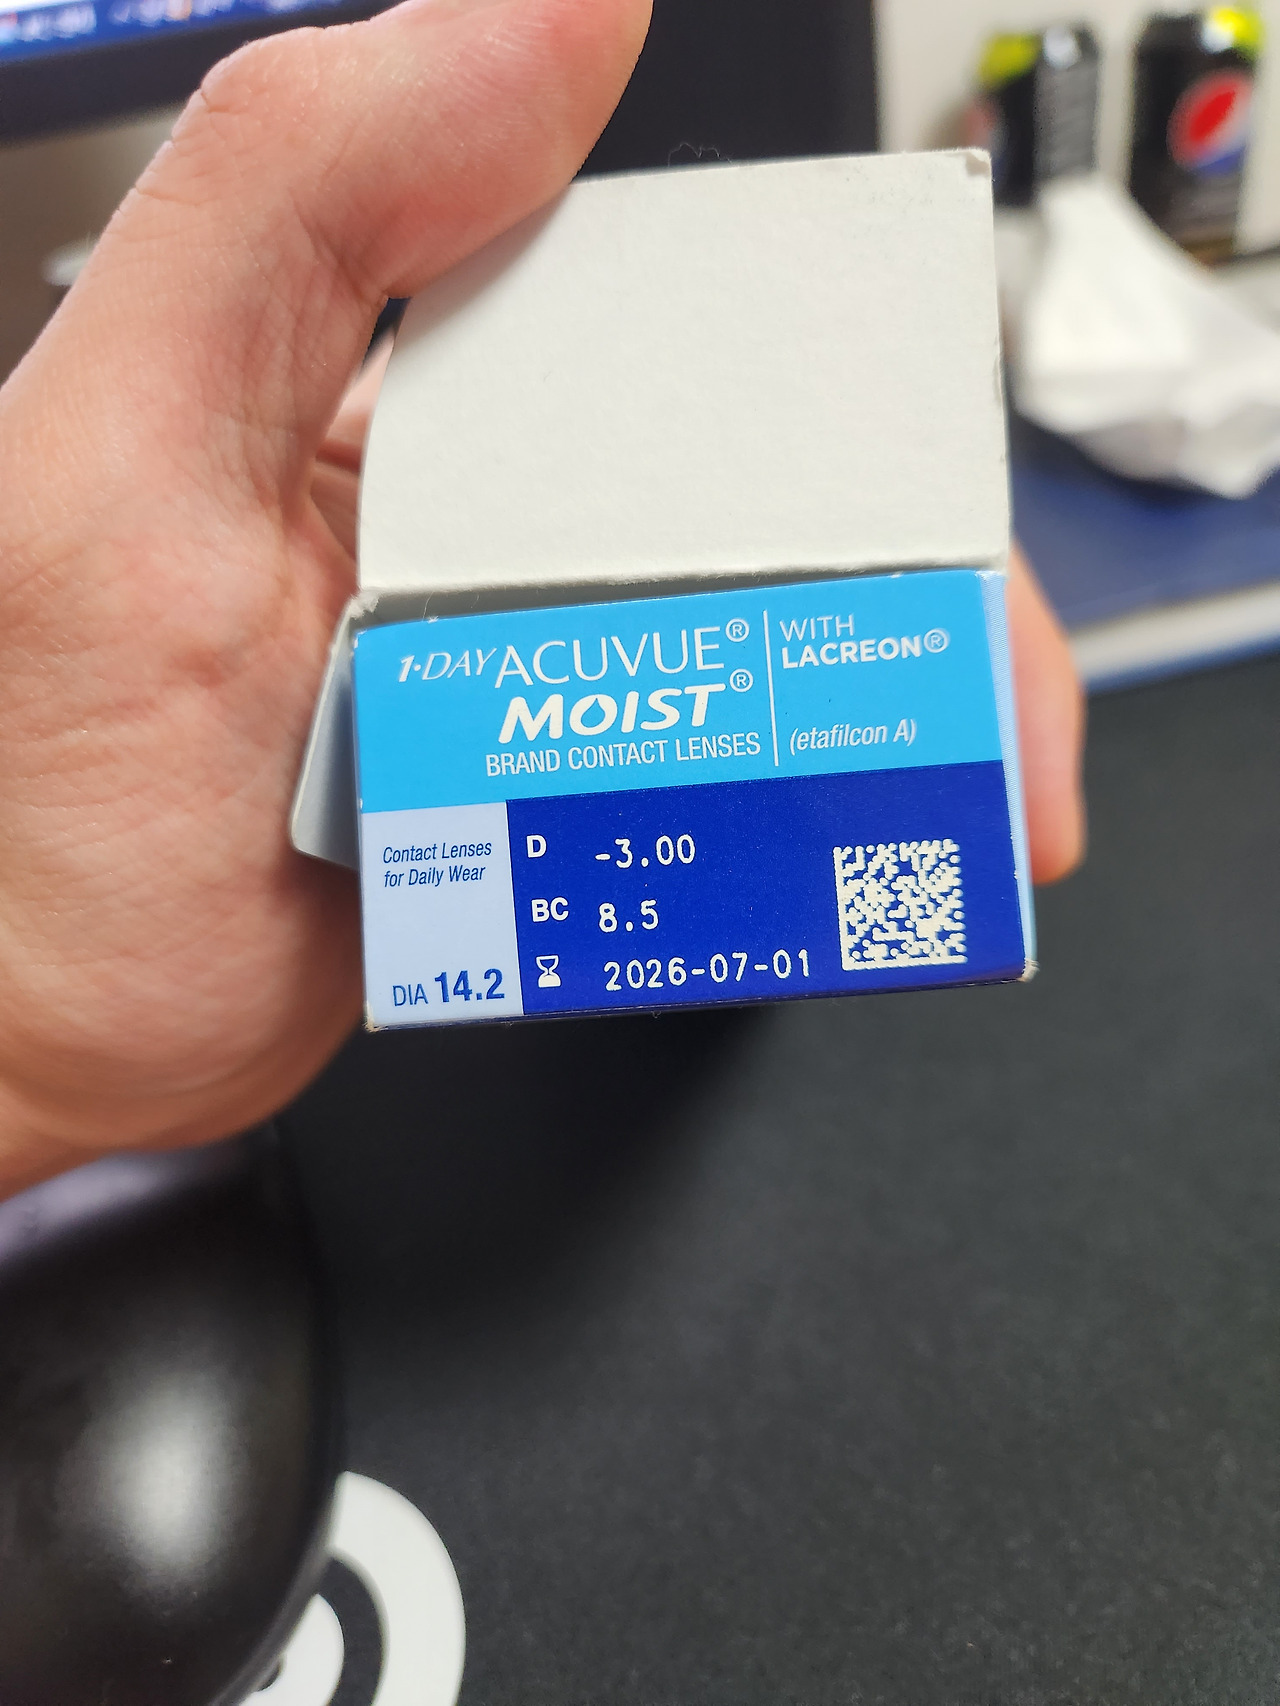 1·DAY ACUVUE®
MOIST®
BRAND CONTACT LENSES
WITH
LACREON®
(etafilcon A)
Contact Lenses
for Daily Wear
DIA 14.2
D -3.00
BC 8.5
2026-07-01